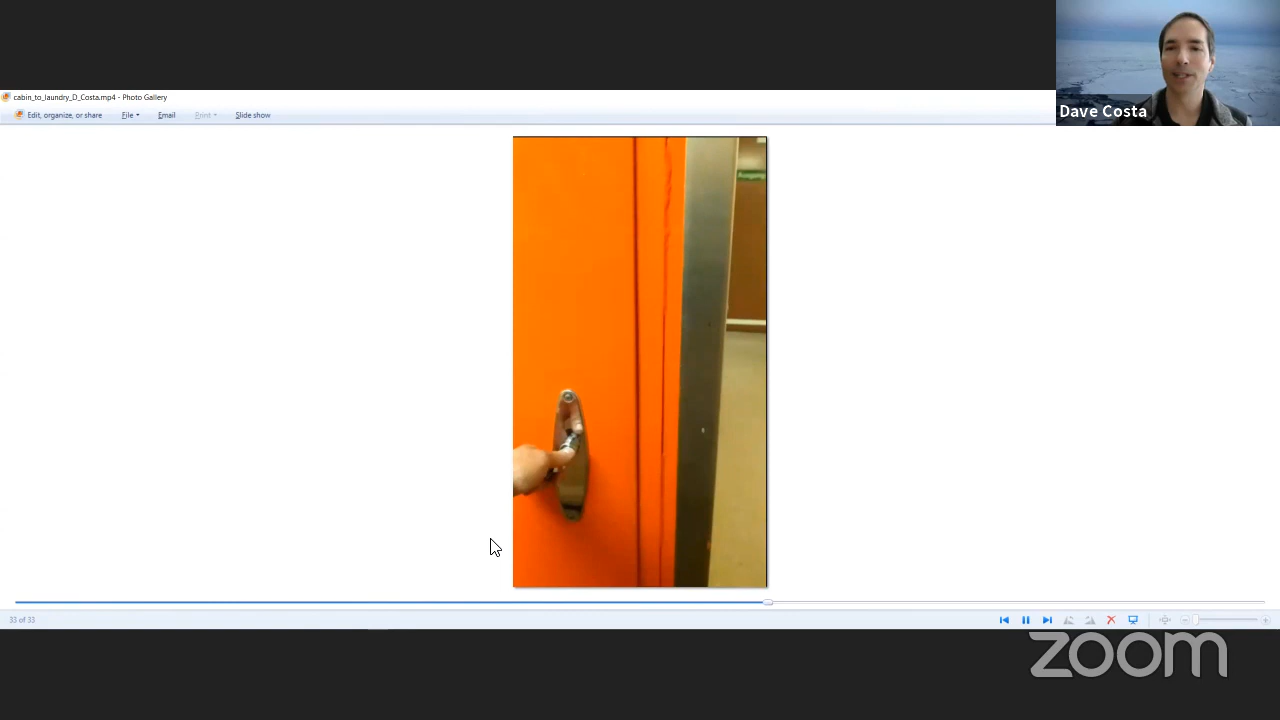 cabin_to_laundry_D_Costa.mp4 - Photo Gallery
Edit, organize, or share File Email Print Slide show
Dave Costa
Ausgang
33 of 33
zoom